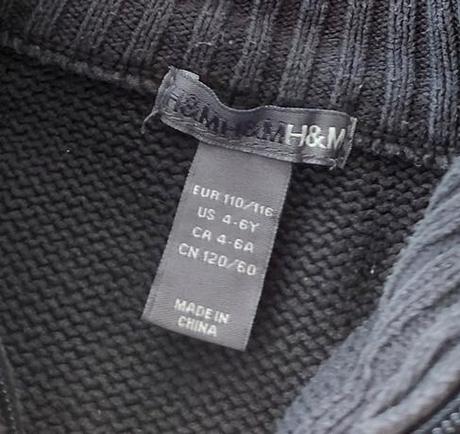 H&M H&M H&M
EUR 110/116
US 4-6Y
CA 4-6A
CN 120/60
MADE IN
CHINA